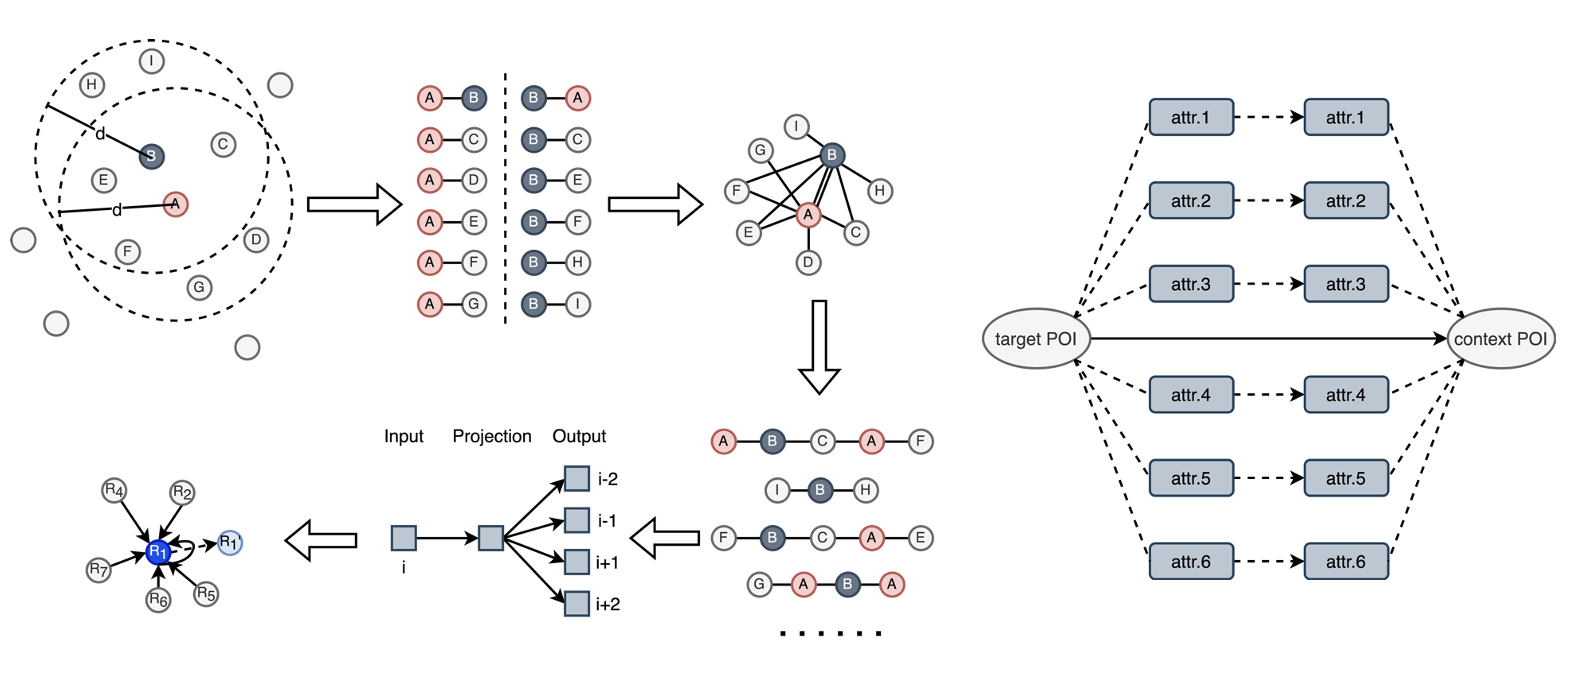 I
H
d
B
C
E
A
d
F
D
G
A B B A
A C B C
A D B E
A E B F
A F B H
A G B I
I
G
B
F
H
A
E
C
D
A B C A F
I B H
F B C A E
G A B A
......
Input Projection Output
i-2
i-1
i+1
i+2
i
R4
R2
R1
R1'
R7
R6
R5
attr.1 attr.1
attr.2 attr.2
attr.3 attr.3
target POI context POI
attr.4 attr.4
attr.5 attr.5
attr.6 attr.6